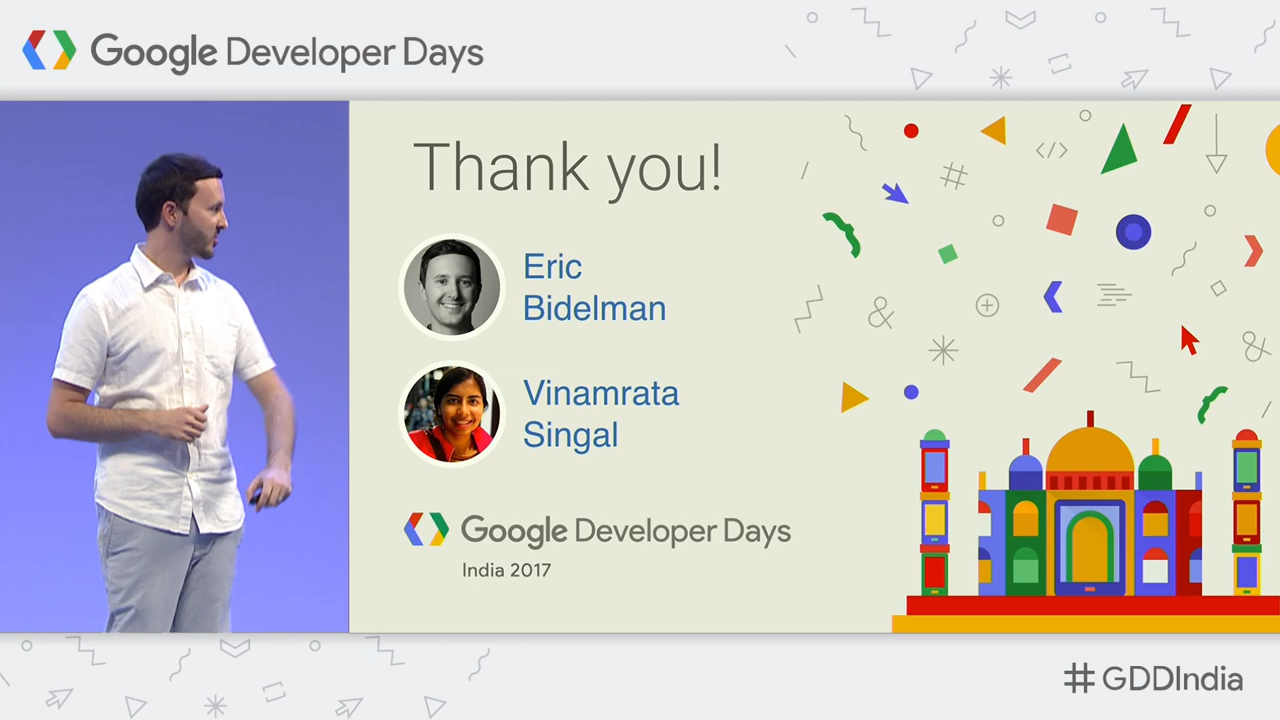 Google Developer Days
Thank you!
Eric
Bidelman
Vinamrata
Singal
Google Developer Days
India 2017
#GDDIndia